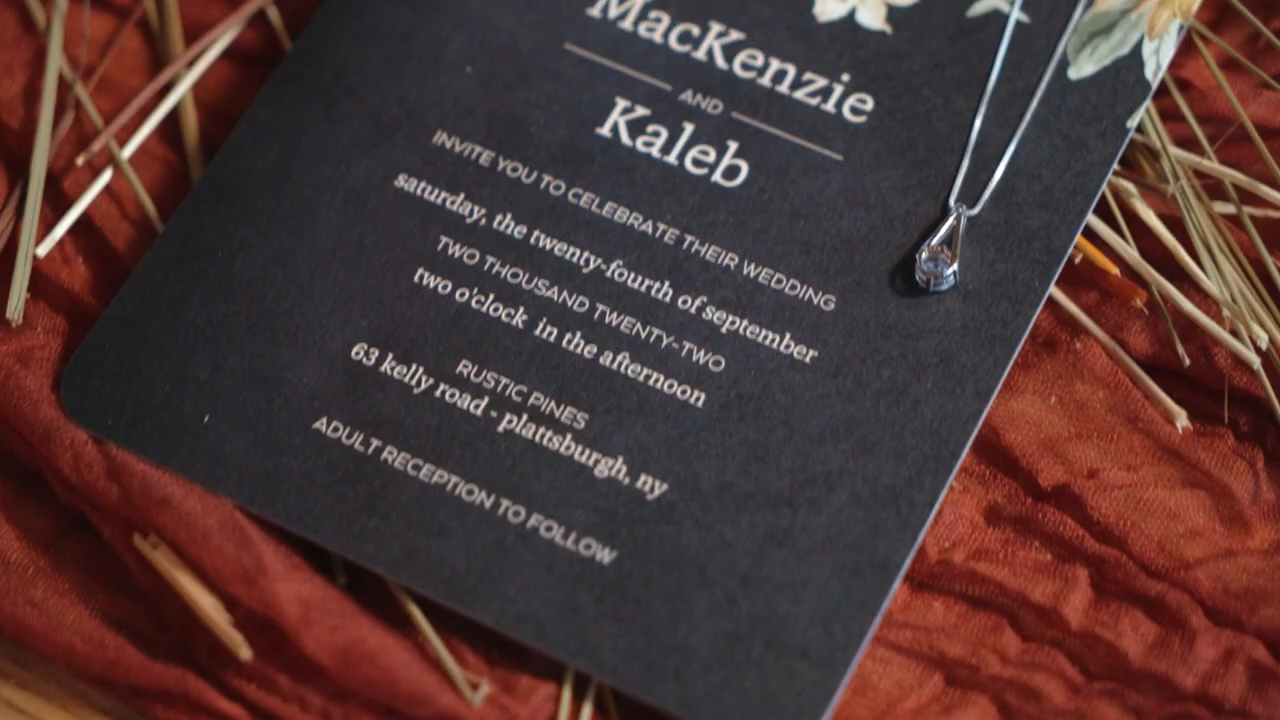 MacKenzie
AND
Kaleb
INVITE YOU TO CELEBRATE THEIR WEDDING
saturday, the twenty-fourth of september
TWO THOUSAND TWENTY-TWO
two o'clock in the afternoon
RUSTIC PINES
63 kelly road - plattsburgh, ny
ADULT RECEPTION TO FOLLOW